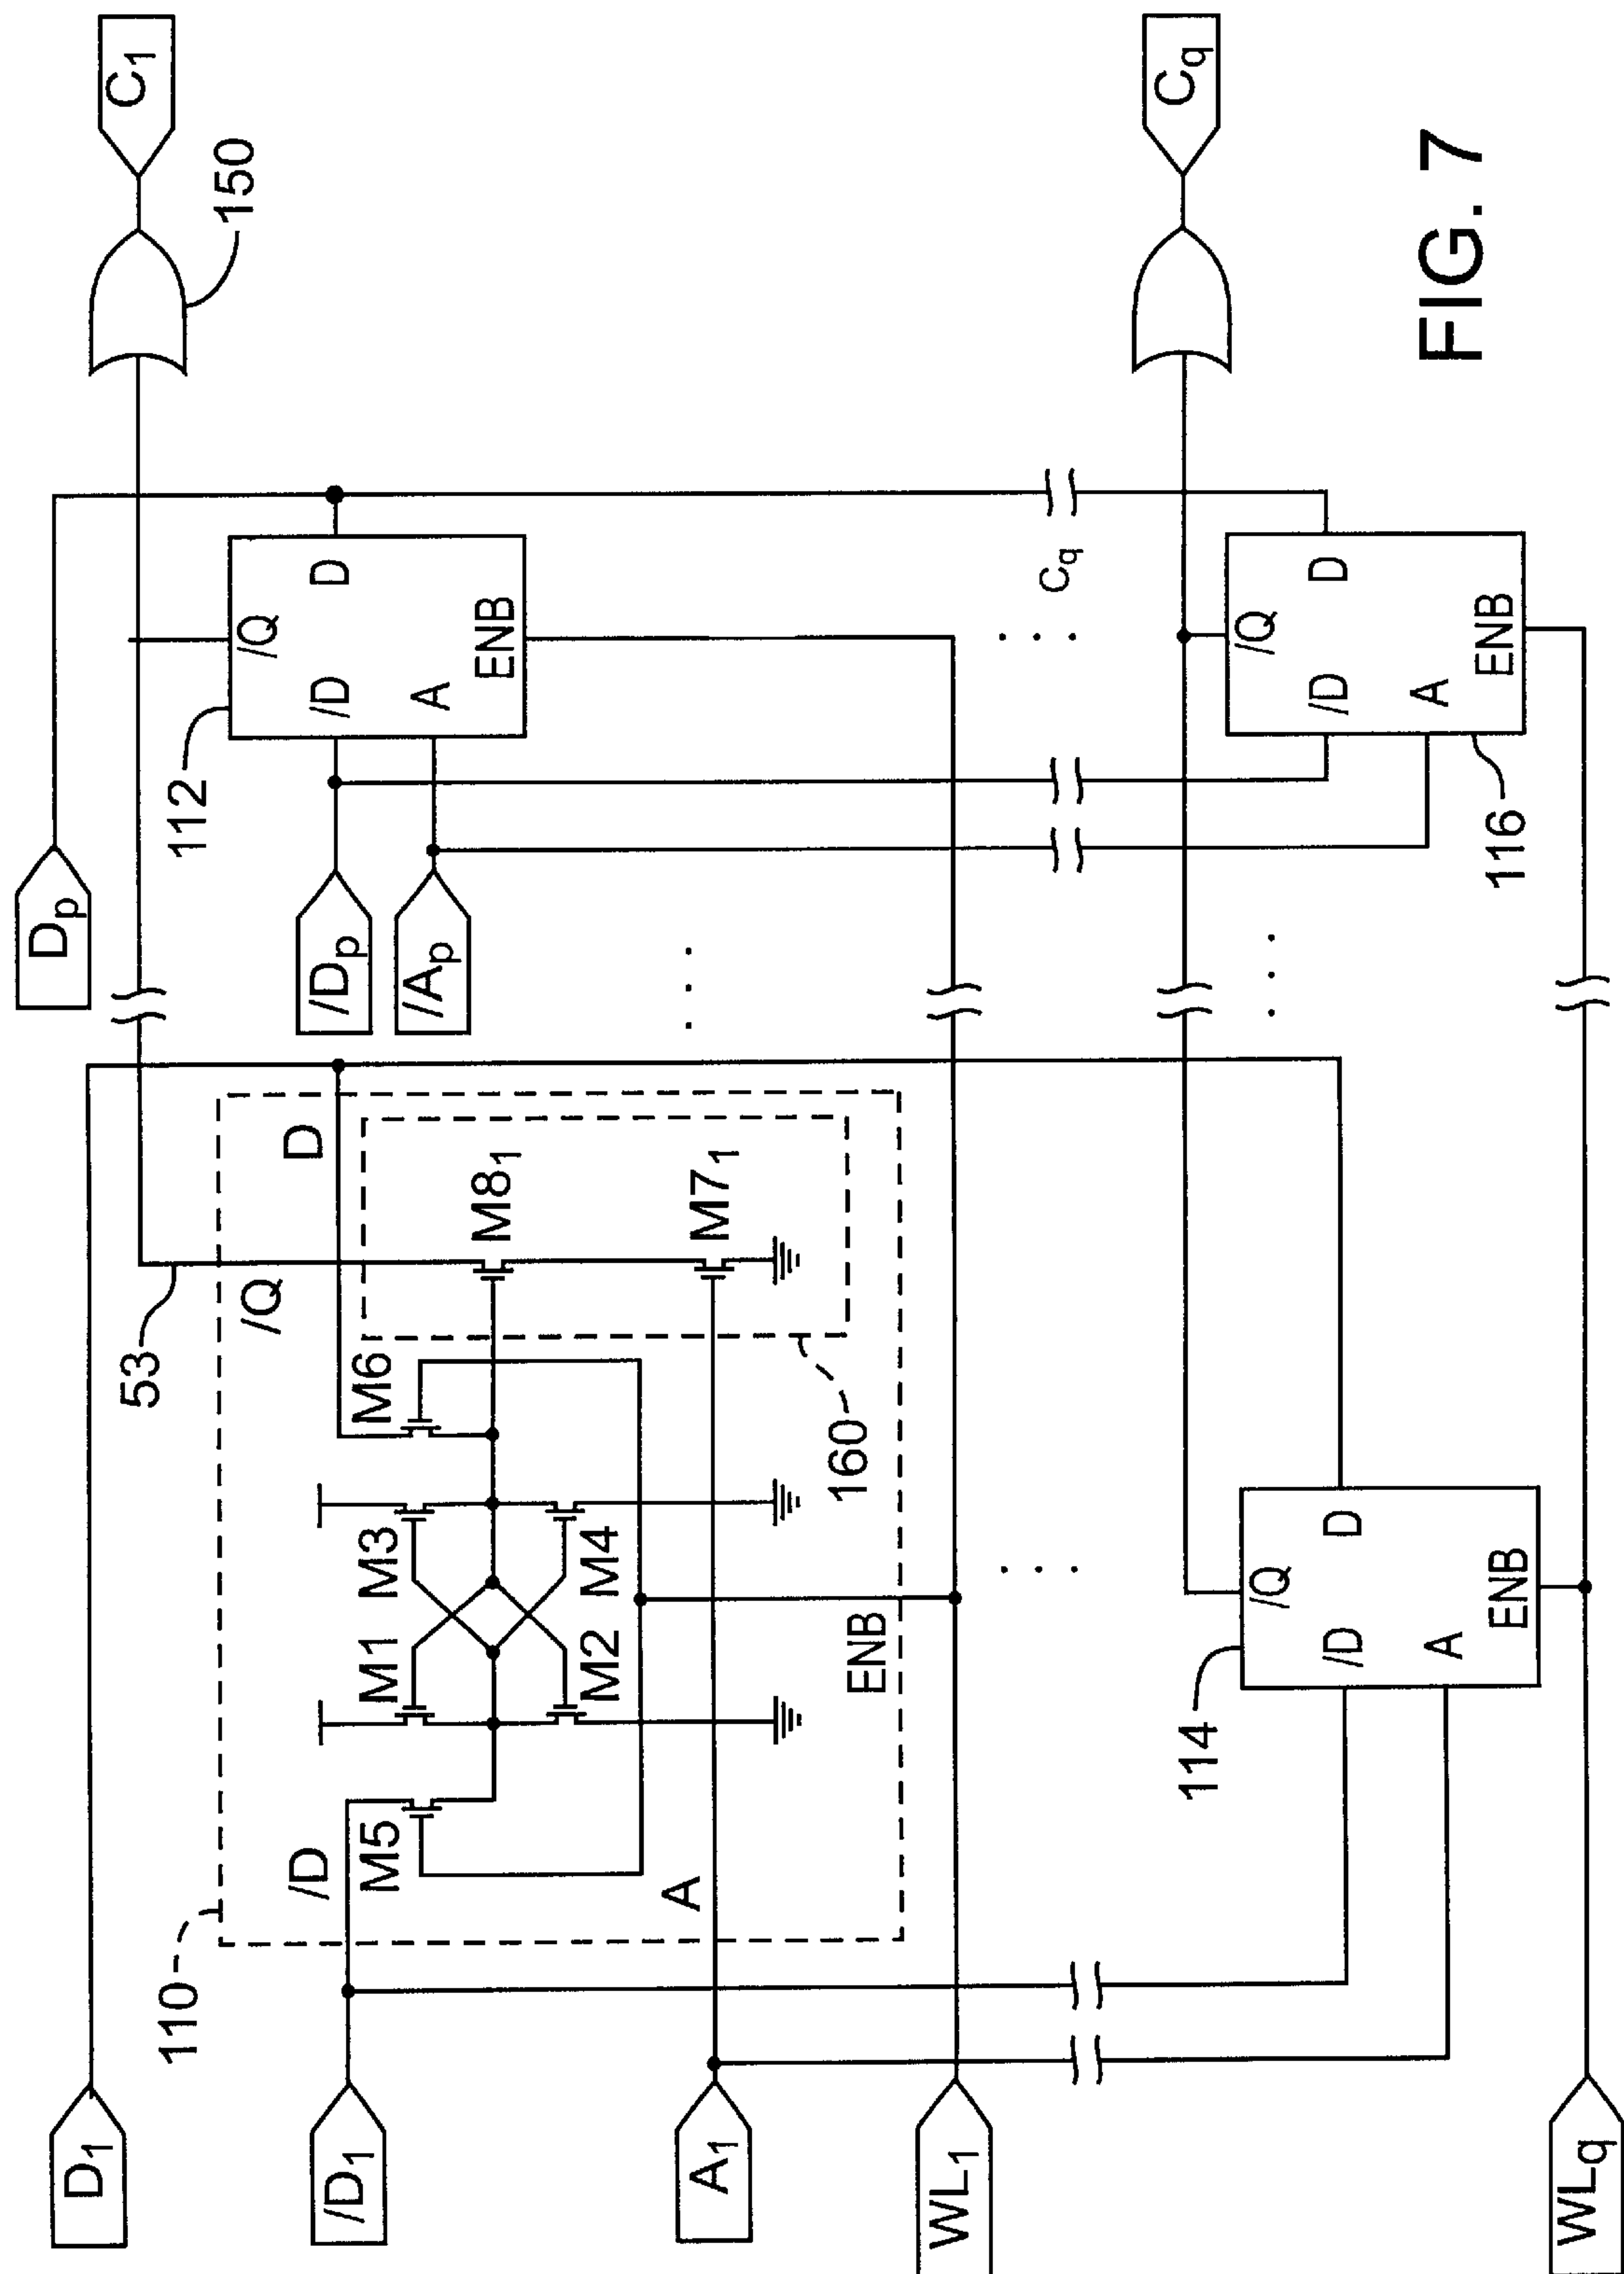 D1
/D1
A1
WL1
WLq
110
/D
M5
A
M1
M2
M3
M4
ENB
M6
53
/Q
D
M81
M71
160
114
/Q
/D
D
A
ENB
Dp
/Dp
/Ap
112
/Q
/D
D
A
ENB
Cq
116
/Q
/D
D
A
ENB
150
C1
Cq
FIG. 7